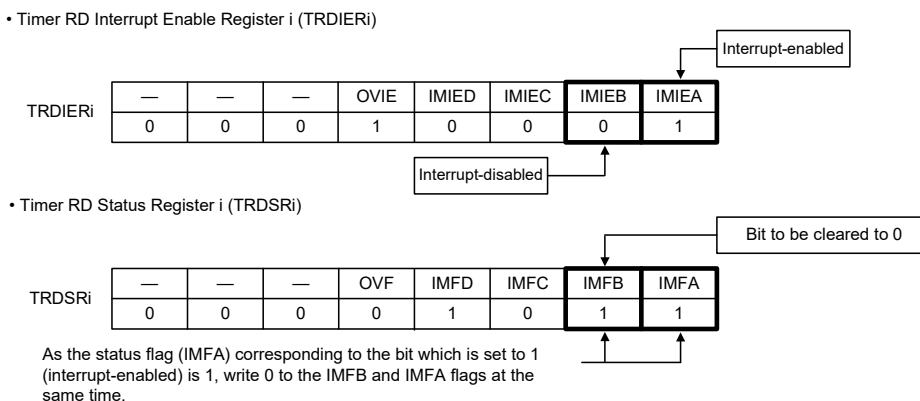 • Timer RD Interrupt Enable Register i (TRDIERi)
Interrupt-enabled
TRDIERi
— — — OVIE IMIED IMIEC IMIEB IMIEA
0 0 0 1 0 0 0 1
Interrupt-disabled
• Timer RD Status Register i (TRDSRi)
Bit to be cleared to 0
TRDSRi
— — — OVF IMFD IMFC IMFB IMFA
0 0 0 0 1 0 1 1
As the status flag (IMFA) corresponding to the bit which is set to 1
(interrupt-enabled) is 1, write 0 to the IMFB and IMFA flags at the
same time.